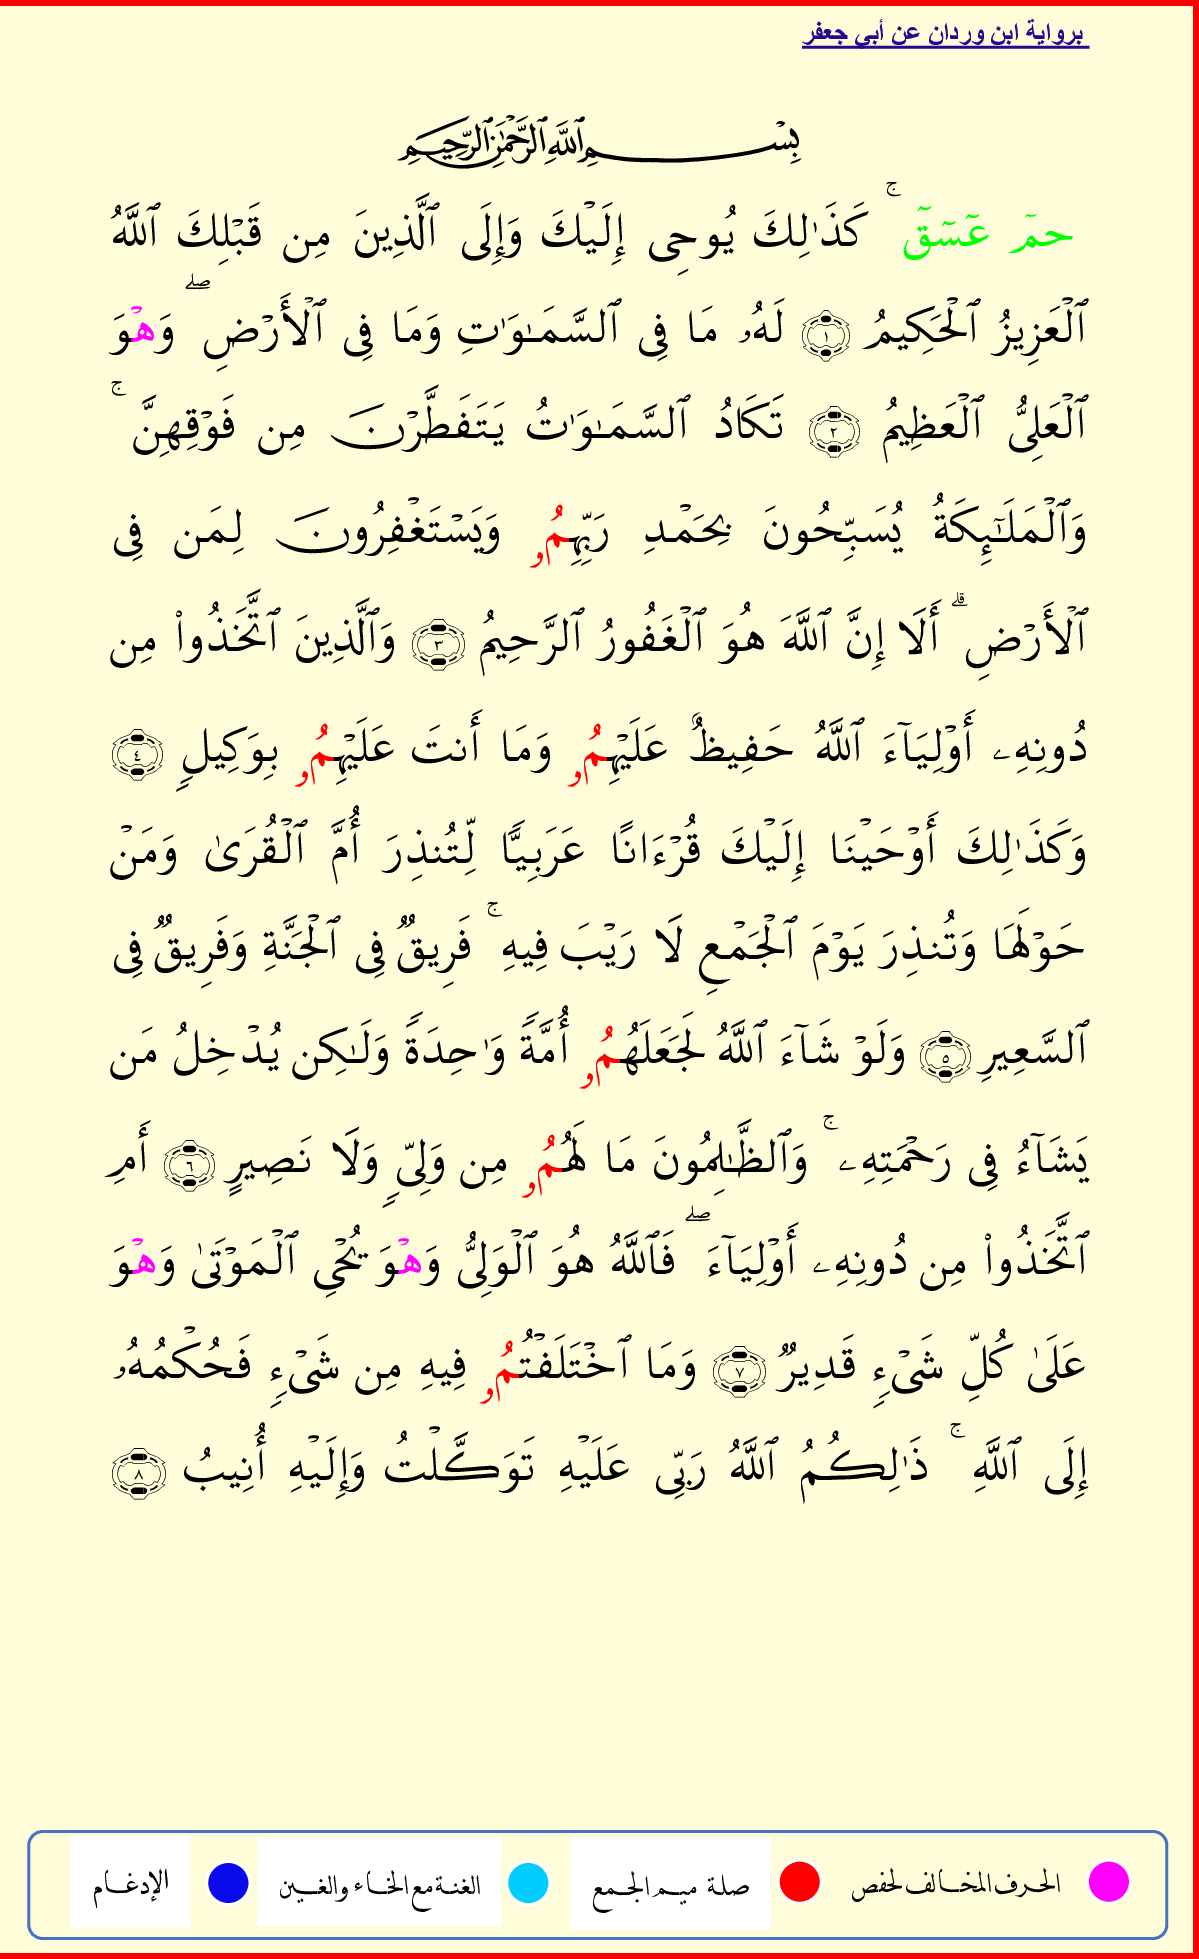 برواية ابن وردان عن أبي جعفر
بِسْمِ ٱللَّهِ ٱلرَّحْمَٰنِ ٱلرَّحِيمِ
حمٓ عٓسٓقٓ ۚ كَذَٰلِكَ يُوحِى إِلَيْكَ وَإِلَى ٱلَّذِينَ مِن قَبْلِكَ ٱللَّهُ
ٱلْعَزِيزُ ٱلْحَكِيمُ ١ لَهُۥ مَا فِى ٱلسَّمَـٰوَٰتِ وَمَا فِى ٱلْأَرْضِ ۖ وَهْوَ
ٱلْعَلِىُّ ٱلْعَظِيمُ ٢ تَكَادُ ٱلسَّمَـٰوَٰتُ يَتَفَطَّرْنَ مِن فَوْقِهِنَّ ۚ
وَٱلْمَلَـٰٓئِكَةُ يُسَبِّحُونَ بِحَمْدِ رَبِّهِمُۥ وَيَسْتَغْفِرُونَ لِمَن فِى
ٱلْأَرْضِ ۗ أَلَا إِنَّ ٱللَّهَ هُوَ ٱلْغَفُورُ ٱلرَّحِيمُ ٣ وَٱلَّذِينَ ٱتَّخَذُوا۟ مِن
دُونِهِۦ أَوْلِيَآءَ ٱللَّهُ حَفِيظٌ عَلَيْهِمُۥ وَمَا أَنتَ عَلَيْهِمُۥ بِوَكِيلٍ ٤
وَكَذَٰلِكَ أَوْحَيْنَا إِلَيْكَ قُرْءَانًا عَرَبِيًّا لِّتُنذِرَ أُمَّ ٱلْقُرَىٰ وَمَنْ
حَوْلَهَا وَتُنذِرَ يَوْمَ ٱلْجَمْعِ لَا رَيْبَ فِيهِ ۚ فَرِيقٌ فِى ٱلْجَنَّةِ وَفَرِيقٌ فِى
ٱلسَّعِيرِ ٥ وَلَوْ شَآءَ ٱللَّهُ لَجَعَلَهُمُۥ أُمَّةً وَٰحِدَةً وَلَـٰكِن يُدْخِلُ مَن
يَشَآءُ فِى رَحْمَتِهِۦ ۚ وَٱلظَّـٰلِمُونَ مَا لَهُمُۥ مِن وَلِىٍّ وَلَا نَصِيرٍ ٦ أَمِ
ٱتَّخَذُوا۟ مِن دُونِهِۦ أَوْلِيَآءَ ۖ فَٱللَّهُ هُوَ ٱلْوَلِىُّ وَهْوَ يُحْىِ ٱلْمَوْتَىٰ وَهْوَ
عَلَىٰ كُلِّ شَىْءٍ قَدِيرٌ ٧ وَمَا ٱخْتَلَفْتُمُۥ فِيهِ مِن شَىْءٍ فَحُكْمُهُۥ
إِلَى ٱللَّهِ ۚ ذَٰلِكُمُ ٱللَّهُ رَبِّى عَلَيْهِ تَوَكَّلْتُ وَإِلَيْهِ أُنِيبُ ٨
الحرف المخالف لحفص صلة ميم الجمع الغنة مع الخاء والغين الإدغام